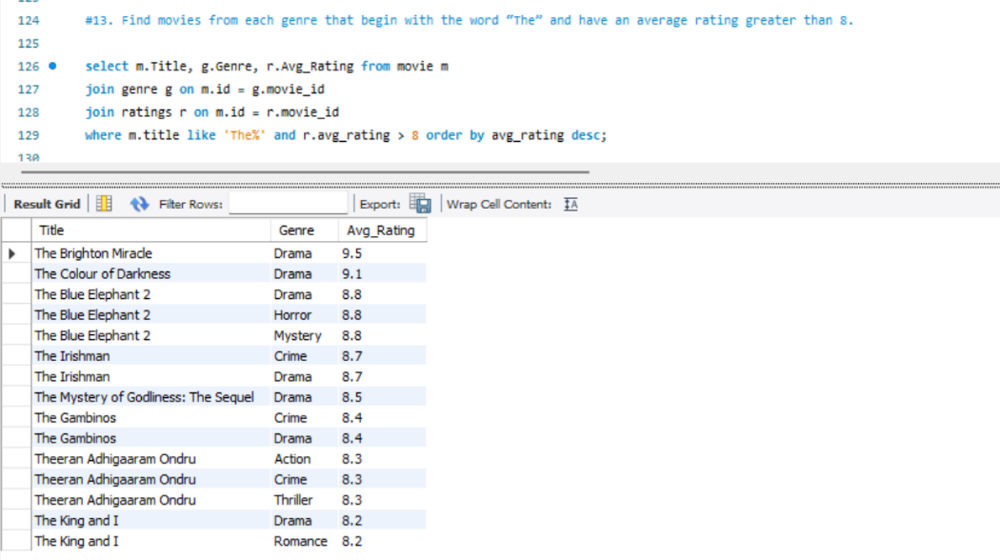 124 #13. Find movies from each genre that begin with the word “The” and have an average rating greater than 8.
125
126 select m.Title, g.Genre, r.Avg_Rating from movie m
127 join genre g on m.id = g.movie_id
128 join ratings r on m.id = r.movie_id
129 where m.title like 'The%' and r.avg_rating > 8 order by avg_rating desc;
130
Result Grid Filter Rows: Export: Wrap Cell Content:
Title Genre Avg_Rating
The Brighton Miracle Drama 9.5
The Colour of Darkness Drama 9.1
The Blue Elephant 2 Drama 8.8
The Blue Elephant 2 Horror 8.8
The Blue Elephant 2 Mystery 8.8
The Irishman Crime 8.7
The Irishman Drama 8.7
The Mystery of Godliness: The Sequel Drama 8.5
The Gambinos Crime 8.4
The Gambinos Drama 8.4
Theeran Adhigaaram Ondru Action 8.3
Theeran Adhigaaram Ondru Crime 8.3
Theeran Adhigaaram Ondru Thriller 8.3
The King and I Drama 8.2
The King and I Romance 8.2